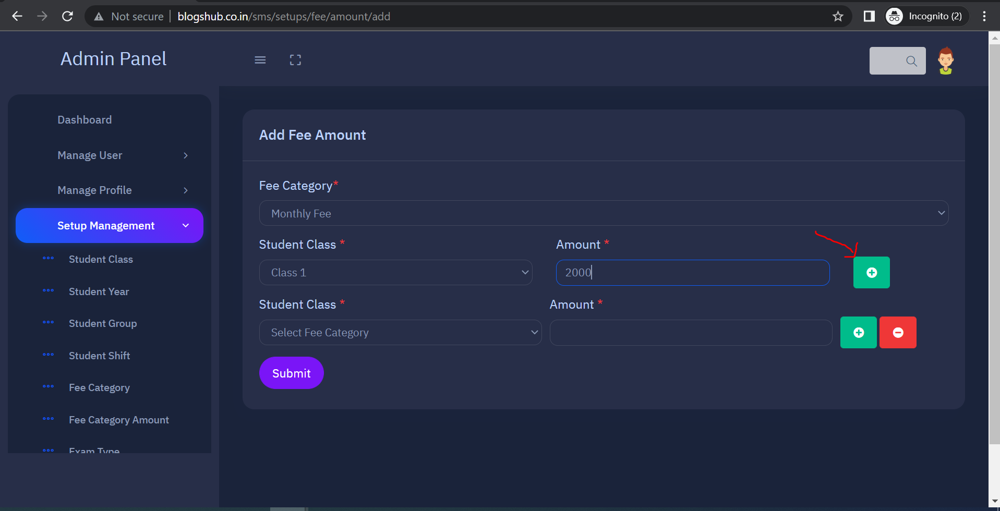 Not secure | blogshub.co.in/sms/setups/fee/amount/add
Incognito (2)
Admin Panel
Dashboard
Manage User
Manage Profile
Setup Management
Student Class
Student Year
Student Group
Student Shift
Fee Category
Fee Category Amount
Exam Type
Add Fee Amount
Fee Category*
Monthly Fee
Student Class * Amount *
Class 1 2000
Student Class * Amount *
Select Fee Category
Submit